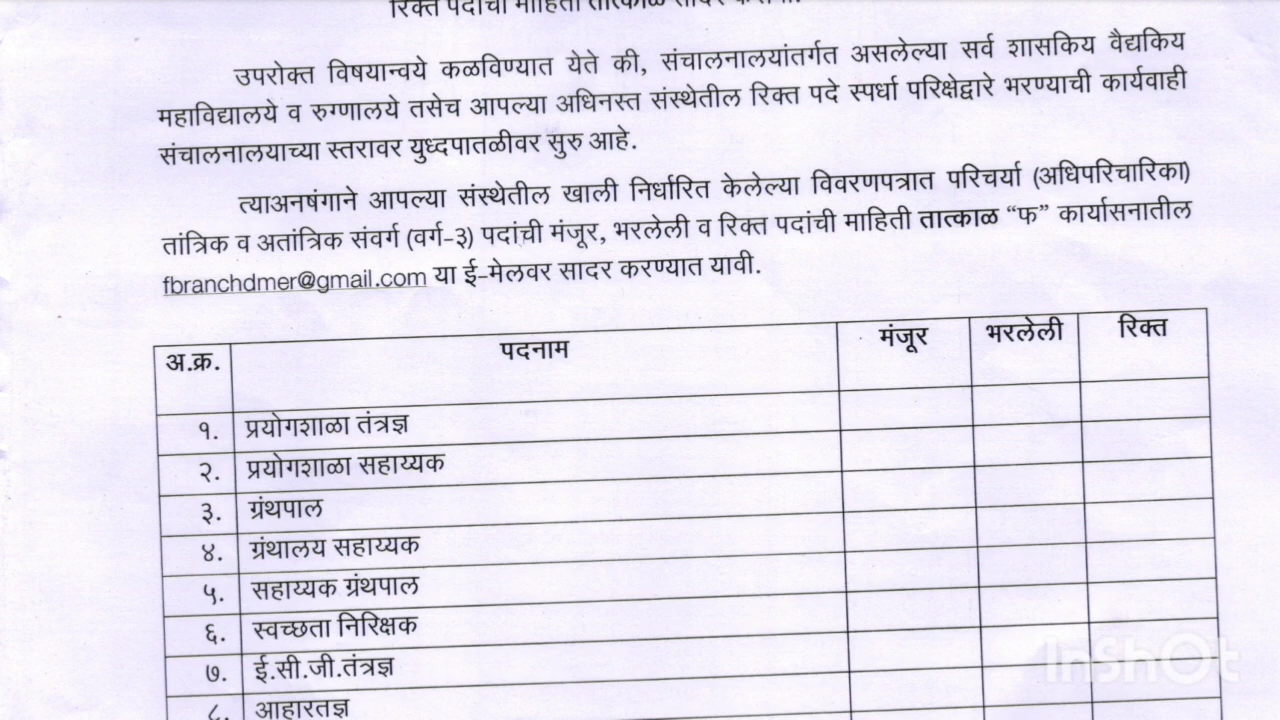 रिक्त पदांची माहिती तात्काळ सादर
उपरोक्त विषयान्वये कळविण्यात येते की, संचालनालयांतर्गत असलेल्या सर्व शासकिय वैद्यकिय
महाविद्यालये व रुग्णालये तसेच आपल्या अधिनस्त संस्थेतील रिक्त पदे स्पर्धा परिक्षेद्वारे भरण्याची कार्यवाही
संचालनालयाच्या स्तरावर युध्दपातळीवर सुरु आहे.
त्याअनषंगाने आपल्या संस्थेतील खाली निर्धारित केलेल्या विवरणपत्रात परिचर्या (अधिपरिचारिका)
तांत्रिक व अतांत्रिक संवर्ग (वर्ग-३) पदांची मंजूर, भरलेली व रिक्त पदांची माहिती तात्काळ “फ” कार्यासनातील
fbranchdmer@gmail.com या ई-मेलवर सादर करण्यात यावी.
अ.क्र. पदनाम मंजूर भरलेली रिक्त
१. प्रयोगशाळा तंत्रज्ञ
२. प्रयोगशाळा सहाय्यक
३. ग्रंथपाल
४. ग्रंथालय सहाय्यक
५. सहाय्यक ग्रंथपाल
६. स्वच्छता निरिक्षक
७. ई.सी.जी.तंत्रज्ञ
८. आहारतज्ञ
InShOt